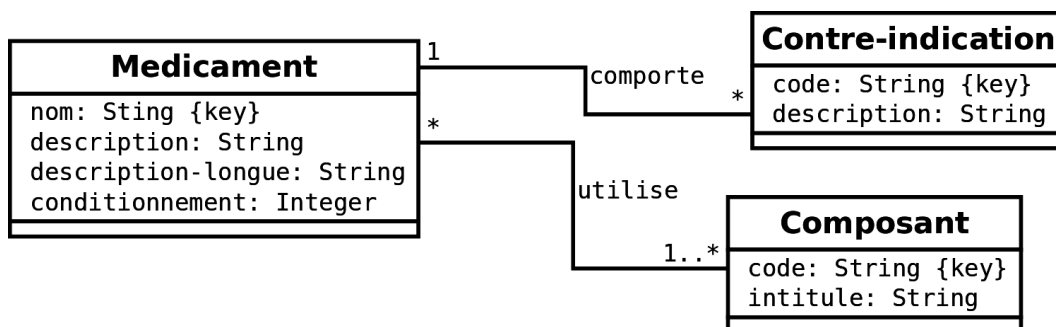 Medicament
nom: Sting {key}
description: String
description-longue: String
conditionnement: Integer
1
comporte
*
Contre-indication
code: String {key}
description: String
*
utilise
1..*
Composant
code: String {key}
intitule: String